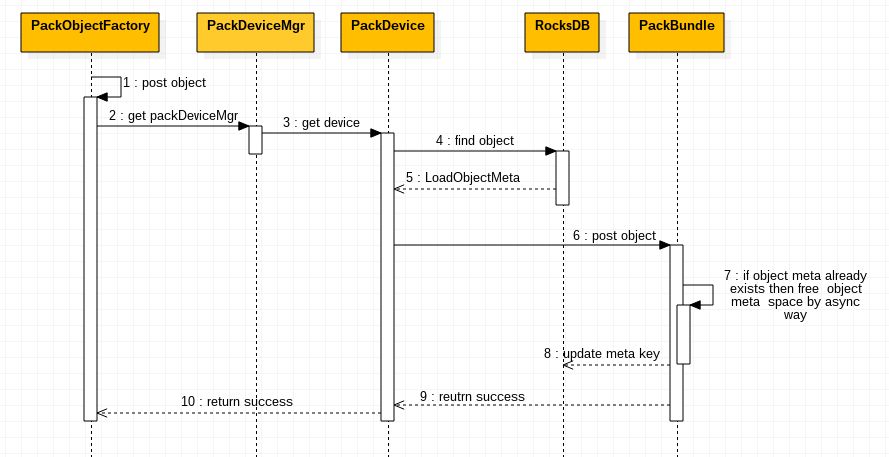 PackObjectFactory
PackDeviceMgr
PackDevice
RocksDB
PackBundle
1 : post object
2 : get packDeviceMgr
3 : get device
4 : find object
5 : LoadObjectMeta
6 : post object
7 : if object meta already
exists then free  object
meta  space by async
way
8 : update meta key
9 : reutrn success
10 : return success